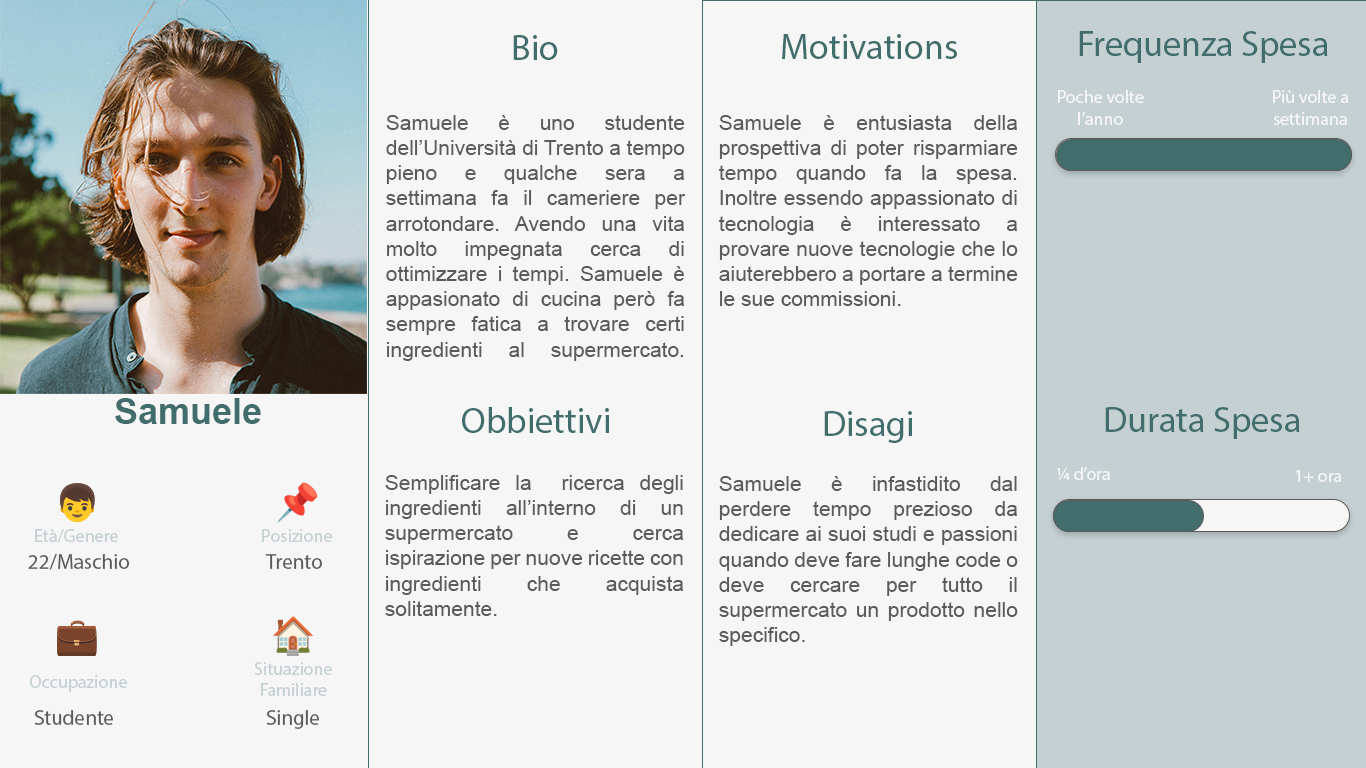 Samuele
Età/Genere
22/Maschio
Posizione
Trento
Occupazione
Studente
Situazione
Familiare
Single
Bio
Samuele è uno studente
dell’Università di Trento a tempo
pieno e qualche sera a
settimana fa il cameriere per
arrotondare. Avendo una vita
molto impegnata cerca di
ottimizzare i tempi. Samuele è
appasionato di cucina però fa
sempre fatica a trovare certi
ingredienti al supermercato.
Obbiettivi
Semplificare la ricerca degli
ingredienti all’interno di un
supermercato e cerca
ispirazione per nuove ricette con
ingredienti che acquista
solitamente.
Motivations
Samuele è entusiasta della
prospettiva di poter risparmiare
tempo quando fa la spesa.
Inoltre essendo appassionato di
tecnologia è interessato a
provare nuove tecnologie che lo
aiuterebbero a portare a termine
le sue commissioni.
Disagi
Samuele è infastidito dal
perdere tempo prezioso da
dedicare ai suoi studi e passioni
quando deve fare lunghe code o
deve cercare per tutto il
supermercato un prodotto nello
specifico.
Frequenza Spesa
Poche volte
l’anno
Più volte a
settimana
Durata Spesa
¼ d’ora
1+ ora